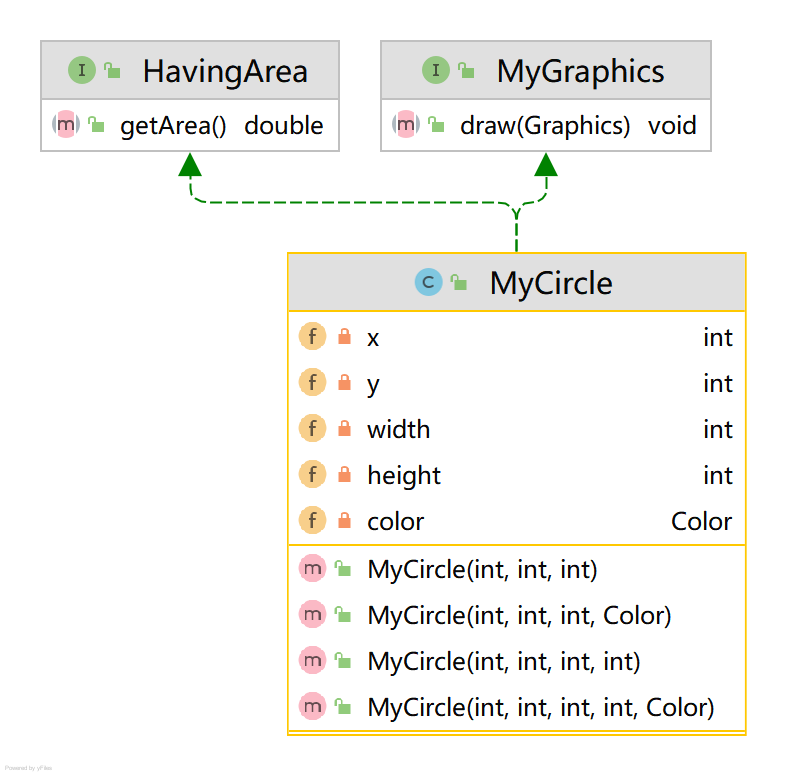 HavingArea
getArea() double
MyGraphics
draw(Graphics) void
MyCircle
x int
y int
width int
height int
color Color
MyCircle(int, int, int)
MyCircle(int, int, int, Color)
MyCircle(int, int, int, int)
MyCircle(int, int, int, int, Color)
Powered by yFiles